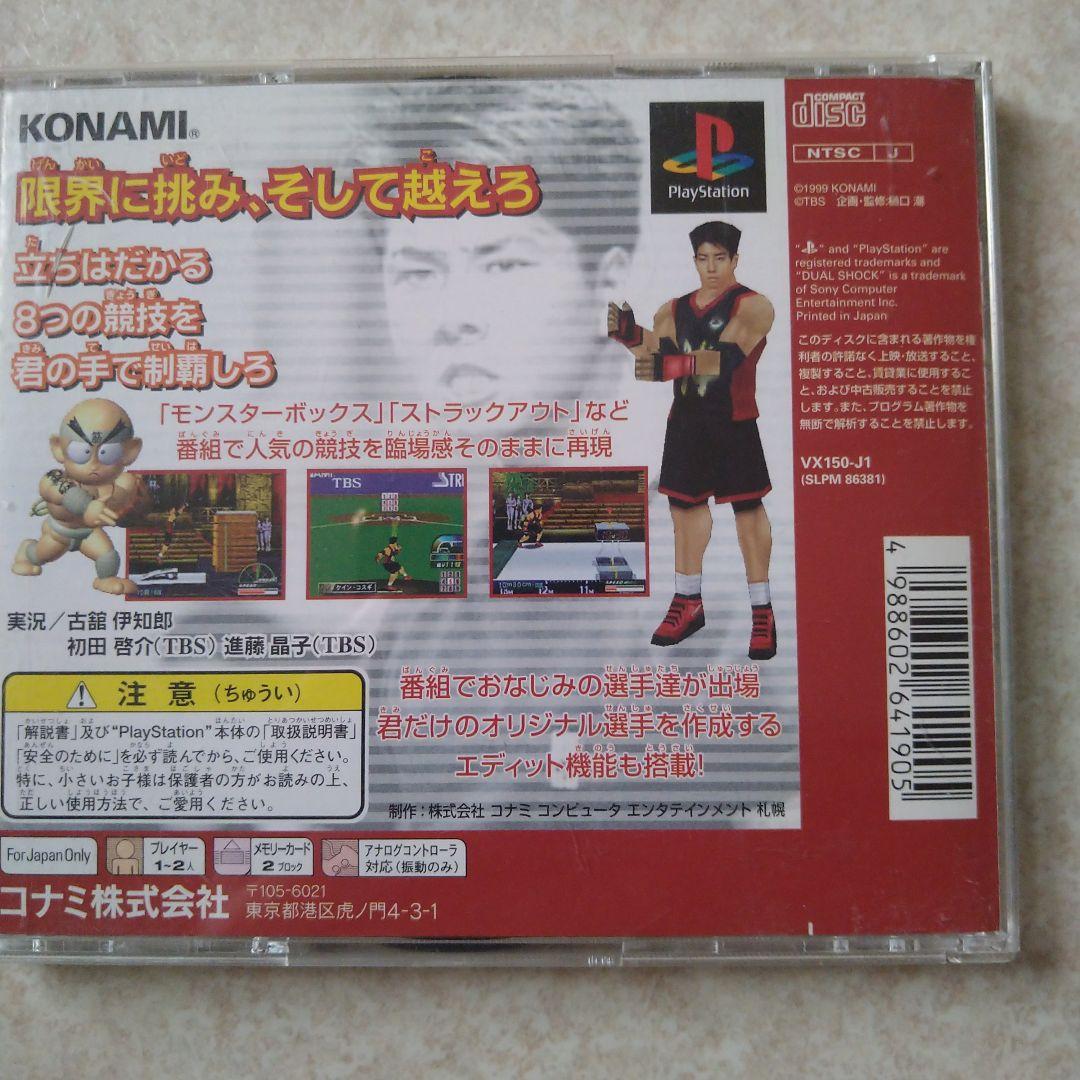 KONAMI®
限界に挑み、そして越えろ
立ちはだかる
8つの競技を
君の手で制覇しろ
「モンスターボックス」「ストラックアウト」など
番組で人気の競技を臨場感そのままに再現
TBS
STR
ケイン・コスギ
実況／古舘 伊知郎
初田 啓介(TBS) 進藤 晶子(TBS)
番組でおなじみの選手達が出場
君だけのオリジナル選手を作成する
エディット機能も搭載!
注意（ちゅうい）
「解説書」及び“PlayStation”本体の「取扱説明書」
「安全のために」を必ず読んでから、ご使用ください。
特に、小さいお子様は保護者の方がお読みの上、
正しい使用方法で、ご愛用ください。
制作：株式会社 コナミ コンピュータ エンタテインメント 札幌
For Japan Only
プレイヤー
1~2人
メモリーカード
2 ブロック
アナログコントローラ
対応（振動のみ）
コナミ株式会社
〒105-6021
東京都港区虎ノ門4-3-1
PlayStation
COMPACT
disc
NTSC J
©1999 KONAMI
©TBS 企画・監修:樋口 潮
“PS” and “PlayStation” are
registered trademarks and
“DUAL SHOCK” is a trademark
of Sony Computer
Entertainment Inc.
Printed in Japan
このディスクに含まれる著作物を権
利者の許諾なく上映・放送すること、
複製すること、賃貸業に使用するこ
と、および中古販売することを禁止
します。また、プログラム著作物を
無断で解析することを禁止します。
VX150-J1
(SLPM 86381)
4 988602 641905